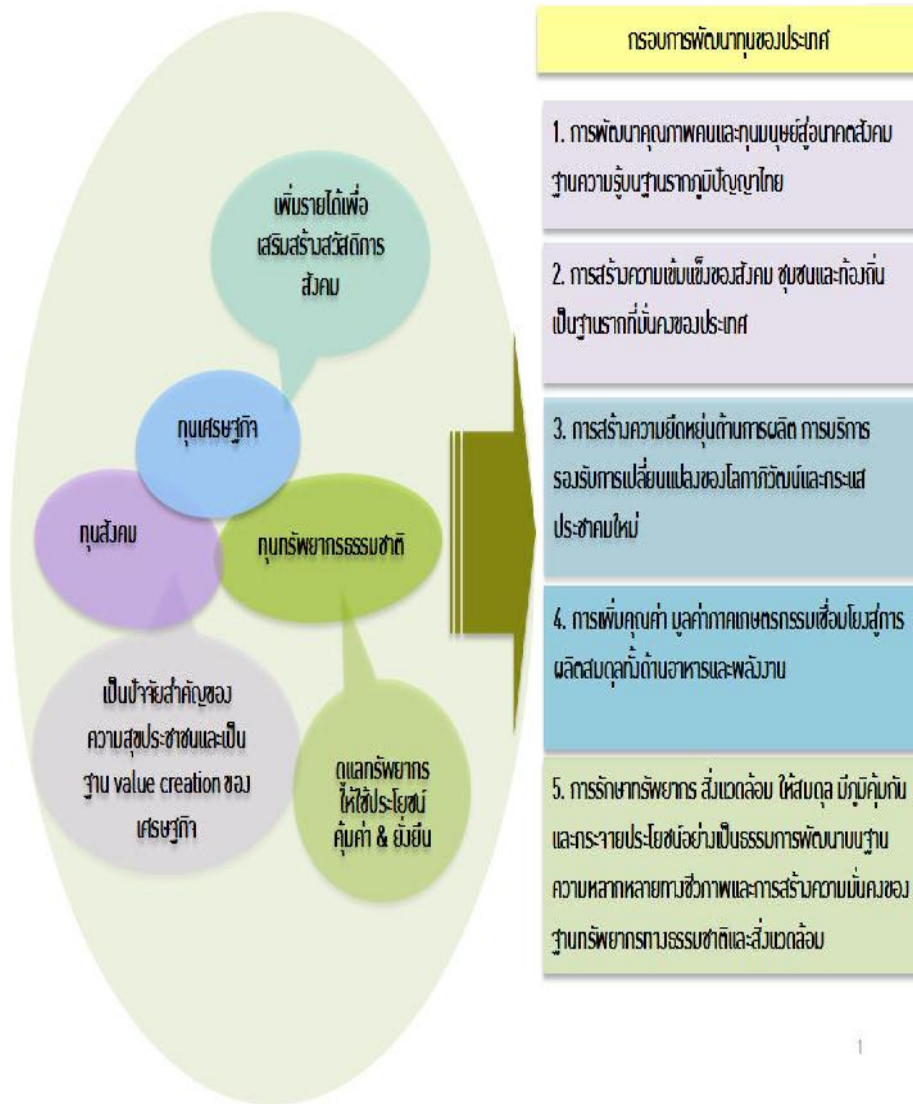 เพิ่มรายได้เพื่อ
เสริมสร้างสวัสดิการ
สังคม
ทุนเศรษฐกิจ
ทุนสังคม
ทุนทรัพยากรธรรมชาติ
เป็นปัจจัยสำคัญของ
ความสุขประชาชนและเป็น
ฐาน value creation ของ
เศรษฐกิจ
ดูแลทรัพยากร
ให้ใช้ประโยชน์
คุ้มค่า & ยั่งยืน
กรอบการพัฒนาทุนของประเทศ
1. การพัฒนาคุณภาพคนและทุนมนุษย์สู่อนาคตสังคม
ฐานความรู้บนฐานรากภูมิปัญญาไทย
2. การสร้างความเข้มแข็งของสังคม ชุมชนและท้องถิ่น
เป็นฐานรากที่มั่นคงของประเทศ
3. การสร้างความยืดหยุ่นด้านการผลิต การบริการ
รองรับการเปลี่ยนแปลงของโลกาภิวัฒน์และกระแส
ประชาคมใหม่
4. การเพิ่มคุณค่า มูลค่าภาคเกษตรกรรมเชื่อมโยงสู่การ
ผลิตสมดุลทั้งด้านอาหารและพลังงาน
5. การรักษาทรัพยากร สิ่งแวดล้อม ให้สมดุล มีภูมิคุ้มกัน
และกระจายประโยชน์อย่างเป็นธรรมการพัฒนาบนฐาน
ความหลากหลายทางชีวภาพและการสร้างความมั่นคงของ
ฐานทรัพยากรทางธรรมชาติและสิ่งแวดล้อม
1